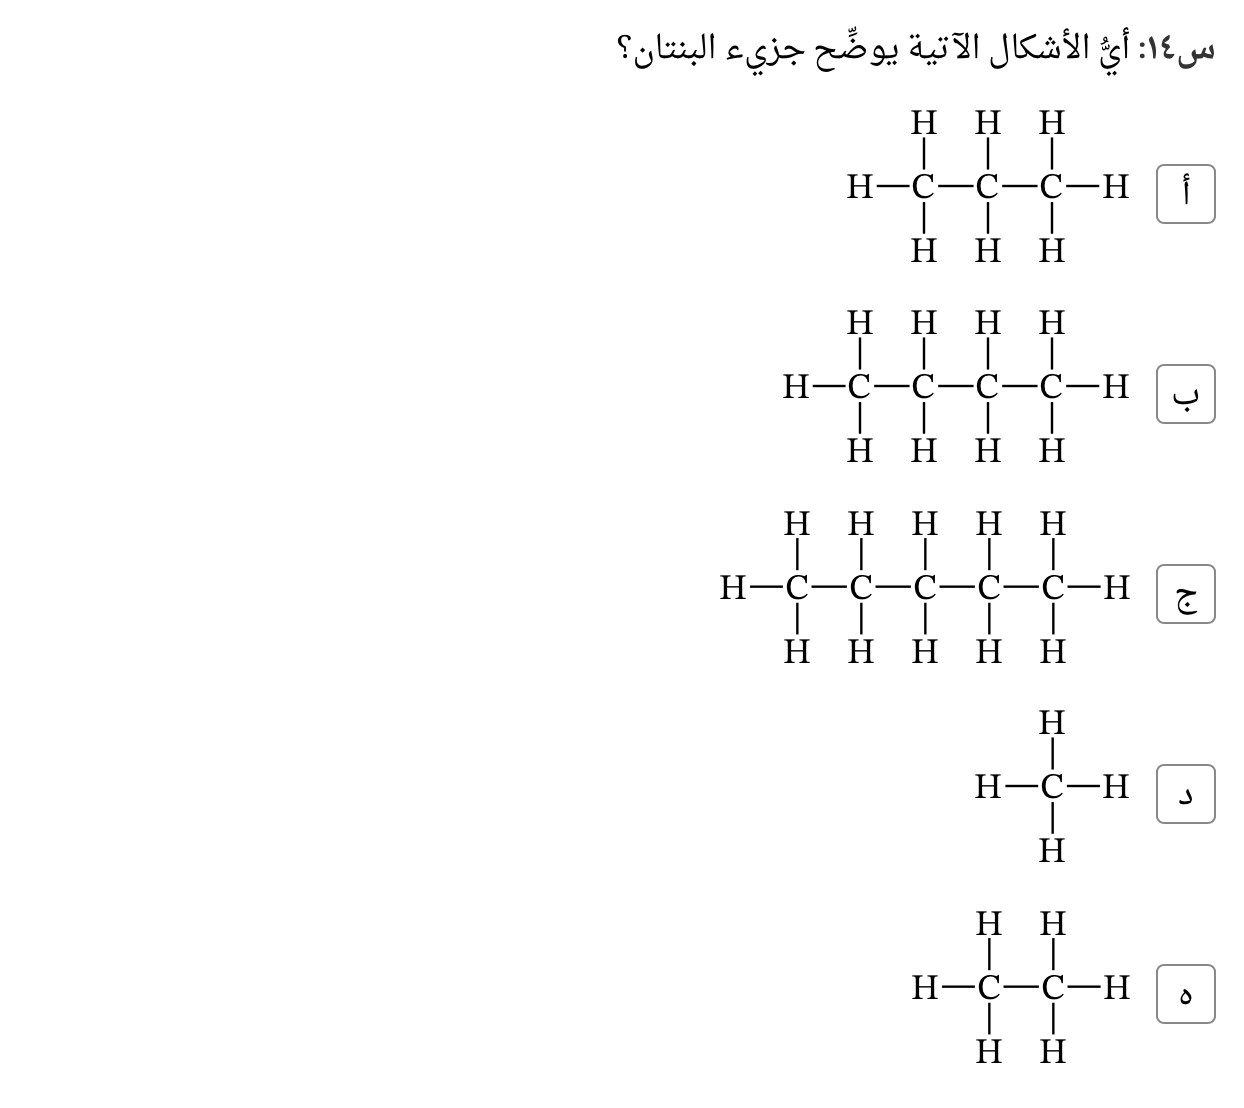 س١٤: أيُّ الأشكال الآتية يوضِّح جزيء البنتان؟
H H H
أ H—C—C—C—H
H H H
H H H H
ب H—C—C—C—C—H
H H H H
H H H H H
ج H—C—C—C—C—C—H
H H H H H
H
د H—C—H
H
H H
ه H—C—C—H
H H